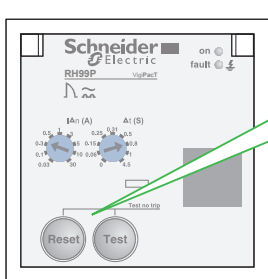 Schneider
Electric
on
fault
RH99P
VigiPacT
IΔn (A)
Δt (S)
0.5 1 3
0.25 0.31 0.5
0.3 5
0.15 0.8
0.1 10
0.06 1
0.03 30
0 4.5
Test no trip
Reset
Test